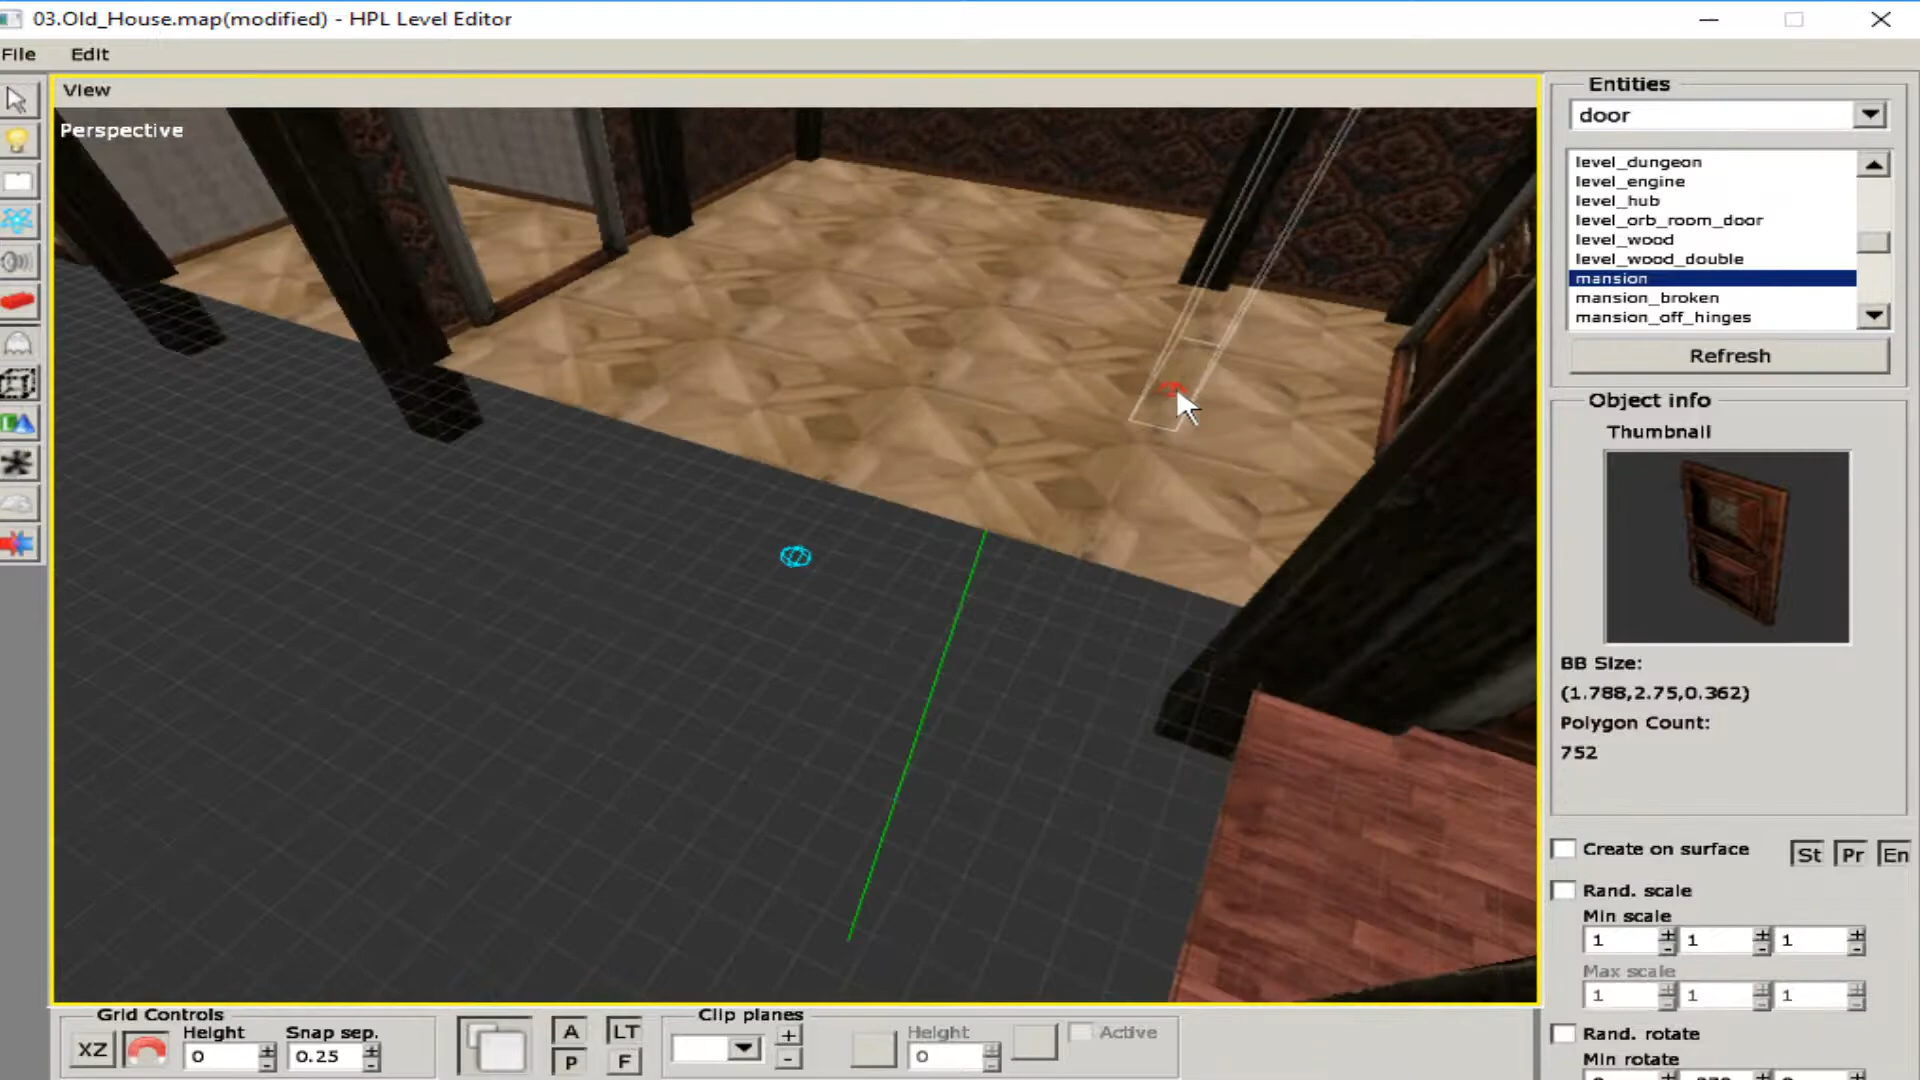 03.Old_House.map(modified) - HPL Level Editor
File Edit
View
Perspective
Entities
door
level_dungeon
level_engine
level_hub
level_orb_room_door
level_wood
level_wood_double
mansion
mansion_broken
mansion_off_hinges
Refresh
Object info
Thumbnail
BB Size:
(1.788,2.75,0.362)
Polygon Count:
752
Create on surface St Pr En
Rand. scale
Min scale
1 1 1
Max scale
1 1 1
Rand. rotate
Min rotate
Grid Controls
Height Snap sep.
XZ 0 0.25
A LT
P F
Clip planes
+
-
Height
0
Active